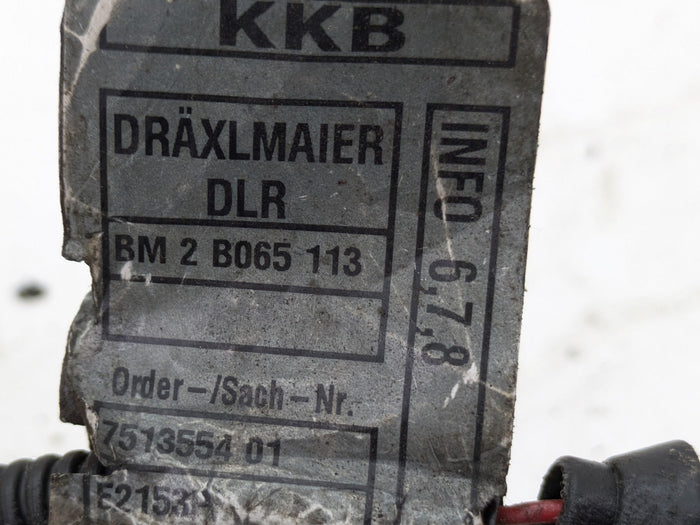 KKB
DRÄXLMAIER
DLR
BM 2 B065 113
INFO 6,7,8
Order-/Sach-Nr.
7513554 01